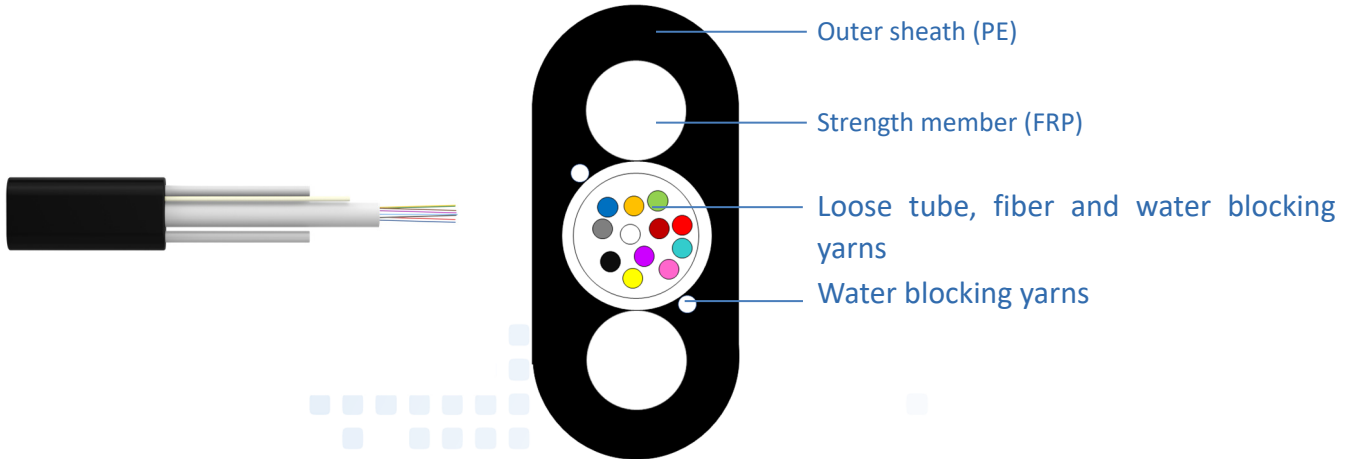 Outer sheath (PE)
Strength member (FRP)
Loose tube, fiber and water blocking
yarns
Water blocking yarns